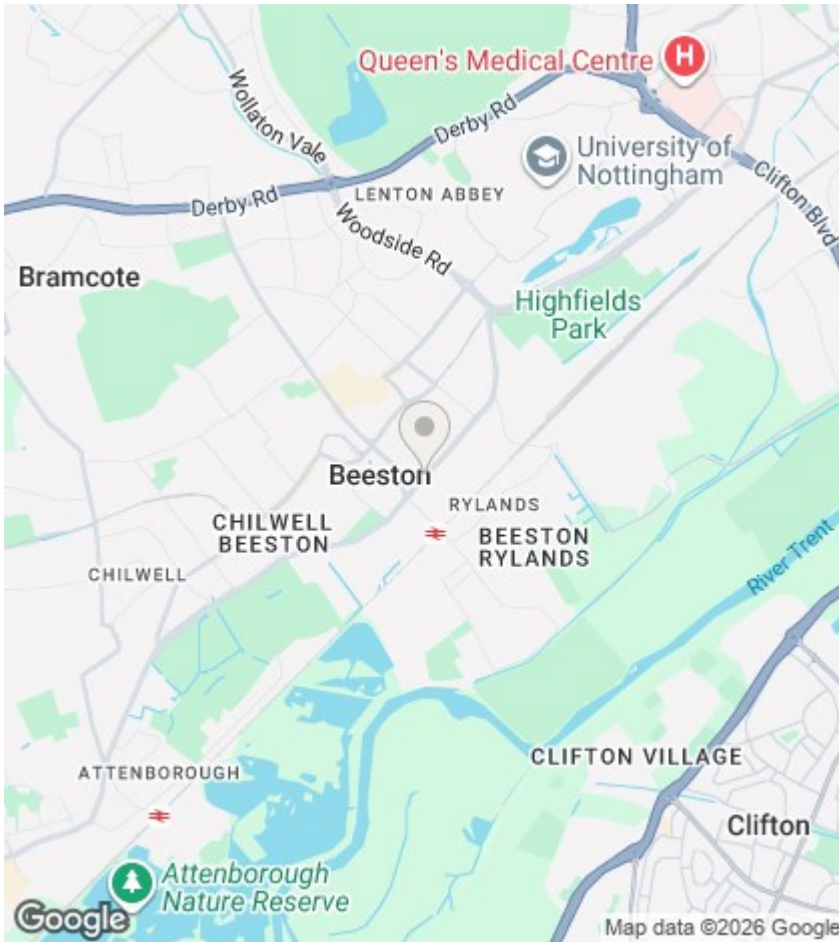 Queen's Medical Centre
H
Wollaton Vale
Derby Rd
University of
Nottingham
LENTON ABBEY
Derby Rd
Clifton Blvd
Woodside Rd
Bramcote
Highfields
Park
Beeston
RYLANDS
CHILWELL
BEESTON
BEESTON
RYLANDS
CHILWELL
River Trent
CLIFTON VILLAGE
ATTENBOROUGH
Clifton
Attenborough
Nature Reserve
Google
Map data ©2026 Google